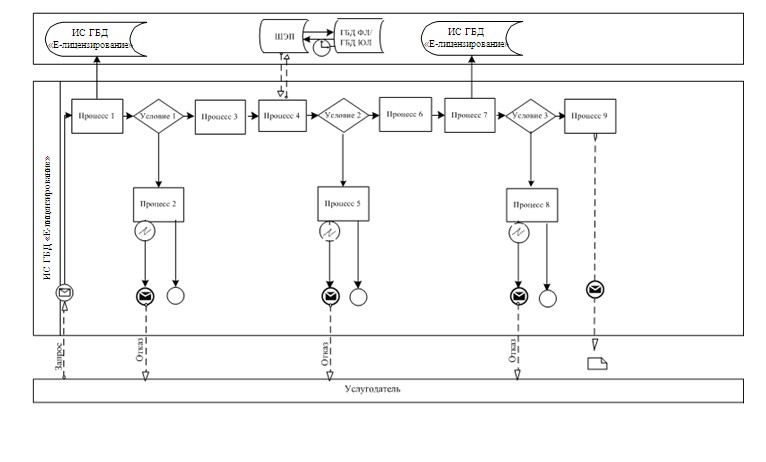 ИС ГБД
«Е-лицензирование»
ШЭП
ГБД ФЛ/
ГБД ЮЛ
ИС ГБД
«Е-лицензирование»
Процесс 1
Условие 1
Процесс 3
Процесс 4
Условие 2
Процесс 6
Процесс 7
Условие 3
Процесс 9
Процесс 2
Процесс 5
Процесс 8
ИС ГБД «Е-лицензирование»
Запрос
Отказ
Отказ
Отказ
Услугодатель